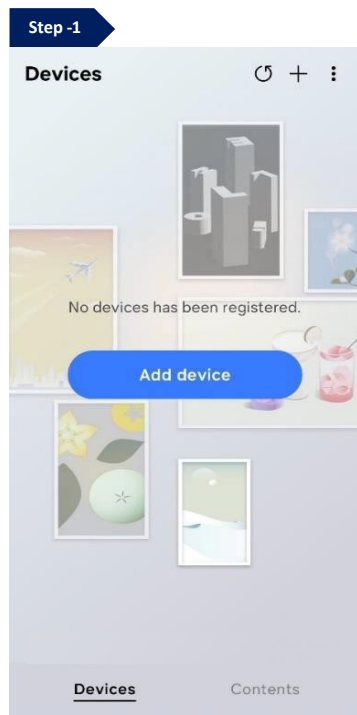 Step -1
Devices
No devices has been registered.
Add device
Devices
Contents